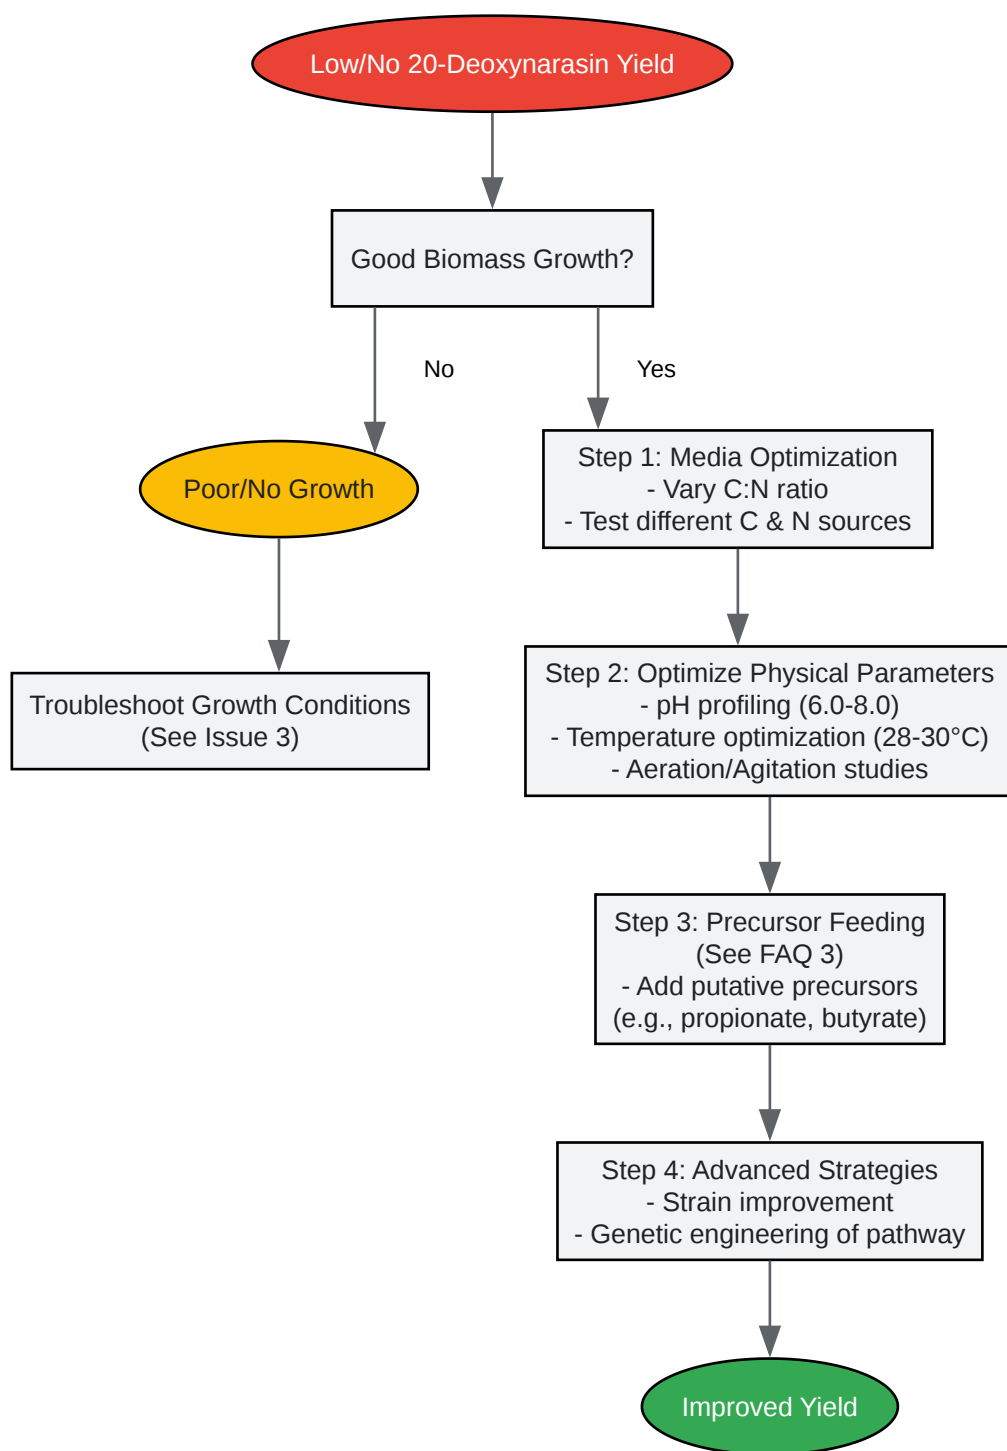 Low/No 20-Deoxynarasin Yield
Good Biomass Growth?
No
Yes
Poor/No Growth
Troubleshoot Growth Conditions
(See Issue 3)
Step 1: Media Optimization
- Vary C:N ratio
- Test different C & N sources
Step 2: Optimize Physical Parameters
- pH profiling (6.0-8.0)
- Temperature optimization (28-30°C)
- Aeration/Agitation studies
Step 3: Precursor Feeding
(See FAQ 3)
- Add putative precursors
(e.g., propionate, butyrate)
Step 4: Advanced Strategies
- Strain improvement
- Genetic engineering of pathway
Improved Yield